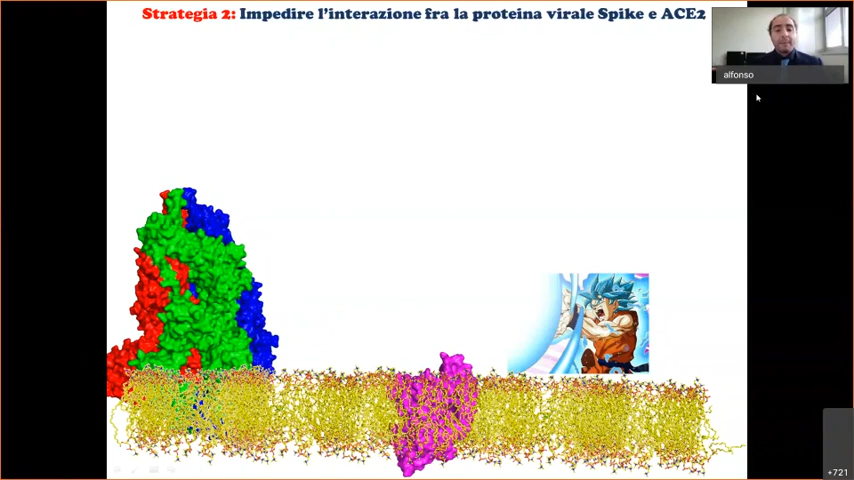 Strategia 2: Impedire l’interazione fra la proteina virale Spike e ACE2
alfonso
+721